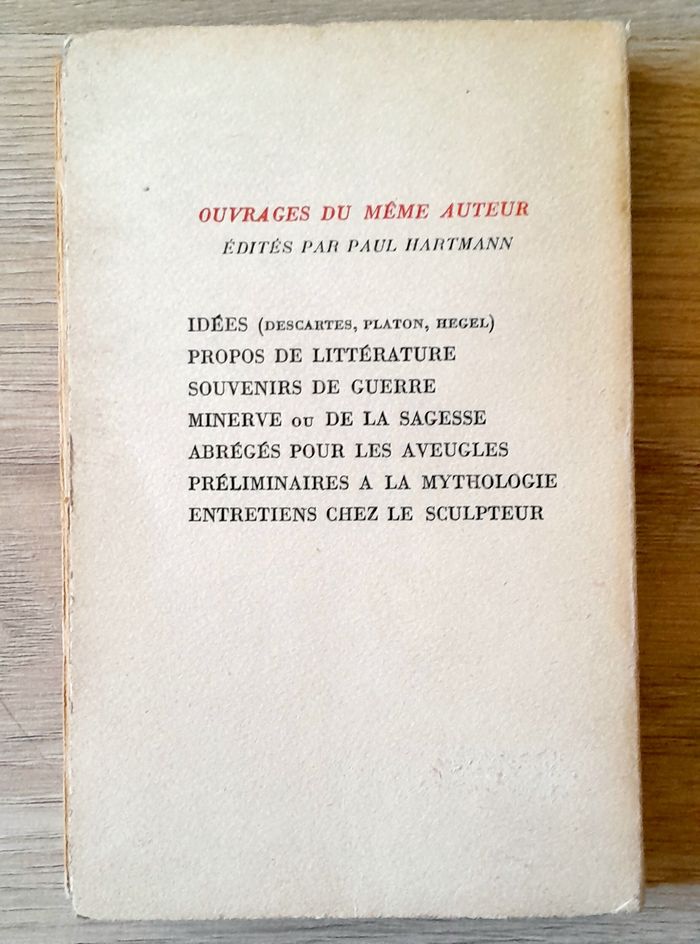 OUVRAGES DU MÊME AUTEUR
ÉDITÉS PAR PAUL HARTMANN
IDÉES (DESCARTES, PLATON, HEGEL)
PROPOS DE LITTÉRATURE
SOUVENIRS DE GUERRE
MINERVE OU DE LA SAGESSE
ABRÉGÉS POUR LES AVEUGLES
PRÉLIMINAIRES A LA MYTHOLOGIE
ENTRETIENS CHEZ LE SCULPTEUR